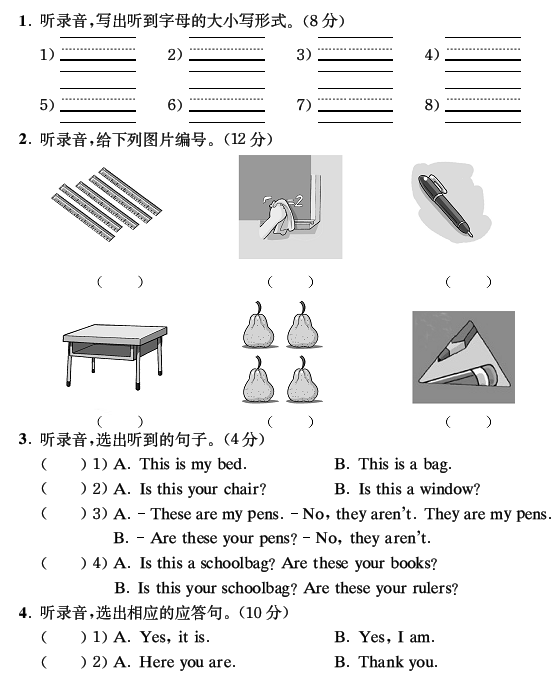 1. 听录音,写出听到字母的大小写形式。(8分)
1) 2) 3) 4)
5) 6) 7) 8)
2. 听录音,给下列图片编号。(12分)
=2
( ) ( ) ( )
( ) ( ) ( )
3. 听录音,选出听到的句子。(4分)
( ) 1) A. This is my bed. B. This is a bag.
( ) 2) A. Is this your chair? B. Is this a window?
( ) 3) A. – These are my pens. – No, they aren't. They are my pens.
B. – Are these your pens? – No, they aren't.
( ) 4) A. Is this a schoolbag? Are these your books?
B. Is this your schoolbag? Are these your rulers?
4. 听录音,选出相应的应答句。(10分)
( ) 1) A. Yes, it is. B. Yes, I am.
( ) 2) A. Here you are. B. Thank you.